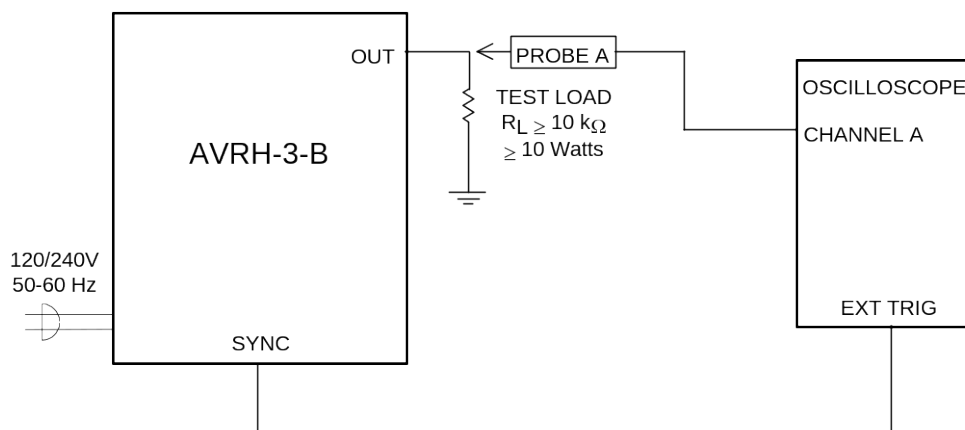 OUT
PROBE A
OSCILLOSCOPE
TEST LOAD
R_L ≥ 10 kΩ
≥ 10 Watts
CHANNEL A
AVRH-3-B
120/240V
50-60 Hz
EXT TRIG
SYNC